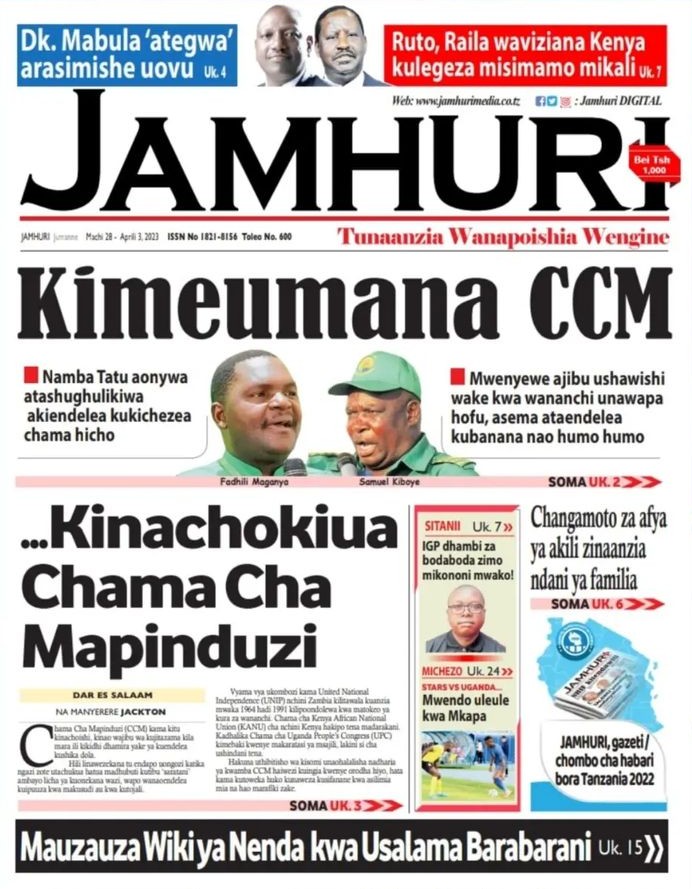 Dk. Mabula ‘ategwa’
arasimishe uovu Uk. 4
Ruto, Raila waviziana Kenya
kulegeza misimamo mikali Uk. 7
Web: www.jamhurimedia.co.tz : Jamhuri DIGITAL
JAMHURI
Bei Tsh
1,000
JAMHURI Jumanne Machi 28 - Aprili 3, 2023 ISSN No 1821-8156 Toleo No. 600
Tunaanzia Wanapoishia Wengine
Kimeumana CCM
Namba Tatu aonywa
atashughulikiwa
akiendelea kukichezea
chama hicho
Mwenyewe ajibu ushawishi
wake kwa wananchi unawapa
hofu, asema ataendelea
kubanana nao humo humo
Fadhili Maganya
Samuel Kiboye
SOMA UK. 2
...Kinachokiua
Chama Cha
Mapinduzi
DAR ES SALAAM
NA MANYERERE JACKTON
Chama Cha Mapinduzi (CCM) kama kitu
kinachoishi, kinao wajibu wa kujitazama kila
mara ili kikidhi dhamira yake ya kuendelea
kushika dola.
Hili linawezekana tu endapo uongozi katika
ngazi zote utachukua hatua madhubuti kutibu ‘saratani’
ambayo licha ya kuonekana wazi, wapo wanaoendelea
kuipuuza kwa makusudi au kwa kutojali.
Vyama vya ukombozi kama United National
Independence (UNIP) nchini Zambia kilitawala kuanzia
mwaka 1964 hadi 1991 kilipoondolewa kwa matokeo ya
kura za wananchi. Chama cha Kenya African National
Union (KANU) cha nchini Kenya hakipo tena madarakani.
Kadhalika Chama cha Uganda People’s Congress (UPC)
kimebaki kwenye makaratasi ya msajili, lakini si cha
ushindani tena.
Hakuna uthibitisho wa kisomi unaohalalisha nadharia
ya kwamba CCM haiwezi kuingia kwenye orodha hiyo, hata
kama kutoweka huko kunaweza kusifanane kwa asilimia
mia na hao marafiki zake.
SOMA UK. 3
SITANII Uk. 7
IGP dhambi za
bodaboda zimo
mikononi mwako!
MICHEZO Uk. 24
STARS VS UGANDA...
Mwendo uleule
kwa Mkapa
Changamoto za afya
ya akili zinaanzia
ndani ya familia
SOMA UK. 6
JAMHURI
JAMHURI, gazeti/
chombo cha habari
bora Tanzania 2022
Mauzauza Wiki ya Nenda kwa Usalama Barabarani Uk. 15